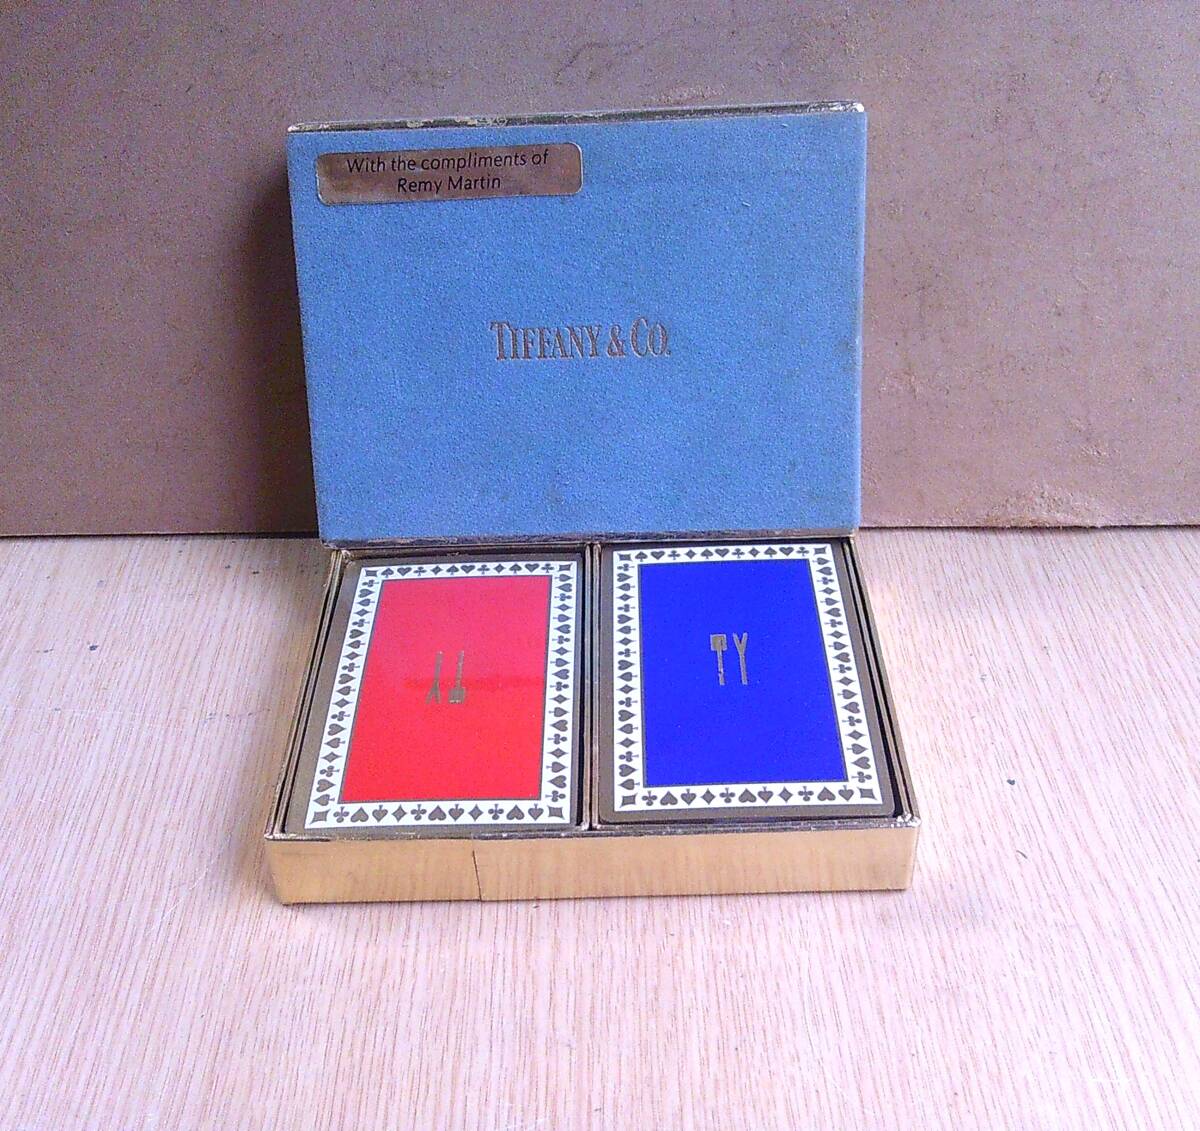 With the compliments of
Remy Martin
TIFFANY & CO.